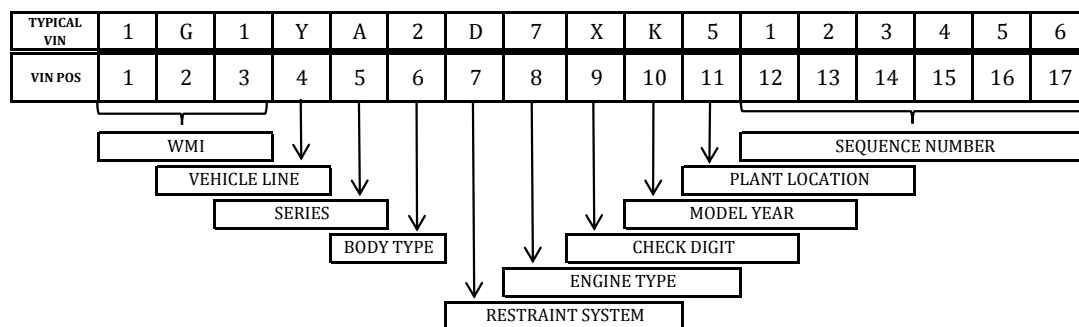 TYPICAL VIN 1 G 1 Y A 2 D 7 X K 5 1 2 3 4 5 6
VIN POS 1 2 3 4 5 6 7 8 9 10 11 12 13 14 15 16 17
WMI SEQUENCE NUMBER
VEHICLE LINE PLANT LOCATION
SERIES MODEL YEAR
BODY TYPE CHECK DIGIT
ENGINE TYPE
RESTRAINT SYSTEM